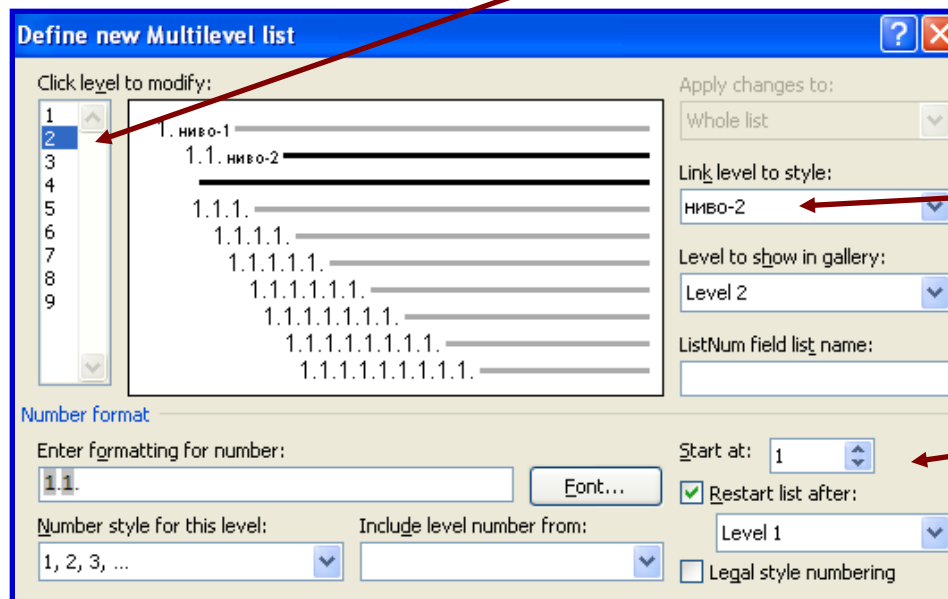 Define new Multilevel list
Click level to modify:
1
2
3
4
5
6
7
8
9
1. ниво-1
1.1. ниво-2
1.1.1.
1.1.1.1.
1.1.1.1.1.
1.1.1.1.1.1.
1.1.1.1.1.1.1.
1.1.1.1.1.1.1.1.
1.1.1.1.1.1.1.1.1.
Apply changes to:
Whole list
Link level to style:
ниво-2
Level to show in gallery:
Level 2
ListNum field list name:
Number format
Enter formatting for number:
1.1.
Font...
Number style for this level:
1, 2, 3, ...
Include level number from:
Start at: 1
Restart list after:
Level 1
Legal style numbering